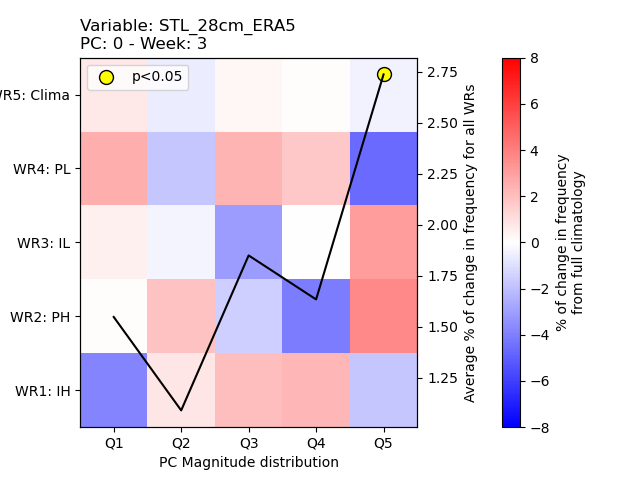 Variable: STL_28cm_ERA5
PC: 0 - Week: 3
p<0.05
WR5: Clima
WR4: PL
WR3: IL
WR2: PH
WR1: IH
Q1 Q2 Q3 Q4 Q5
PC Magnitude distribution
2.75
2.50
2.25
2.00
1.75
1.50
1.25
Average % of change in frequency for all WRs
8
6
4
2
0
−2
−4
−6
−8
% of change in frequency
from full climatology